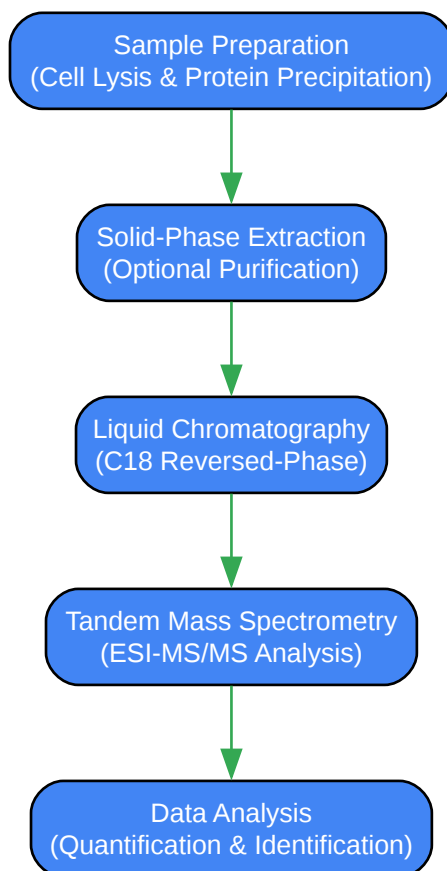 Sample Preparation
(Cell Lysis & Protein Precipitation)
Solid-Phase Extraction
(Optional Purification)
Liquid Chromatography
(C18 Reversed-Phase)
Tandem Mass Spectrometry
(ESI-MS/MS Analysis)
Data Analysis
(Quantification & Identification)